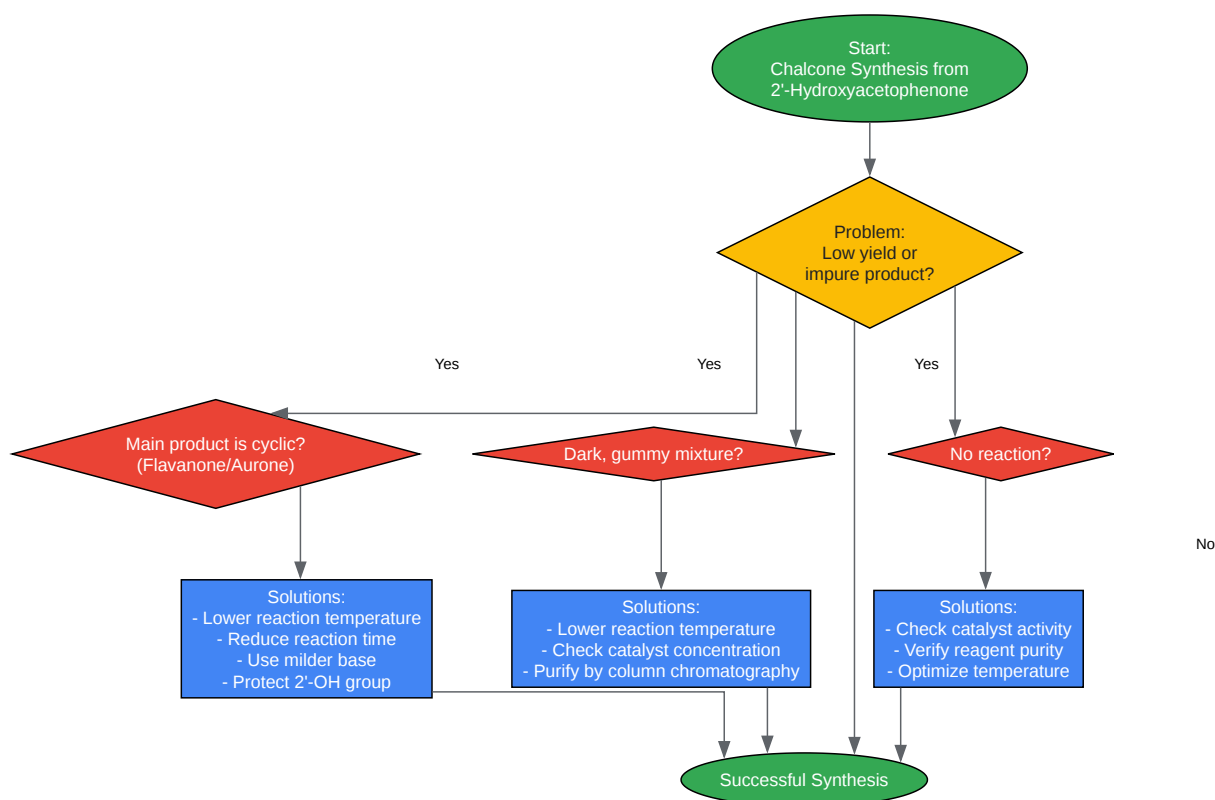 Start:
Chalcone Synthesis from
2'-Hydroxyacetophenone
Problem:
Low yield or
impure product?
Yes
Yes
Yes
Main product is cyclic?
(Flavanone/Aurone)
Dark, gummy mixture?
No reaction?
No
Solutions:
- Lower reaction temperature
- Reduce reaction time
- Use milder base
- Protect 2'-OH group
Solutions:
- Lower reaction temperature
- Check catalyst concentration
- Purify by column chromatography
Solutions:
- Check catalyst activity
- Verify reagent purity
- Optimize temperature
Successful Synthesis